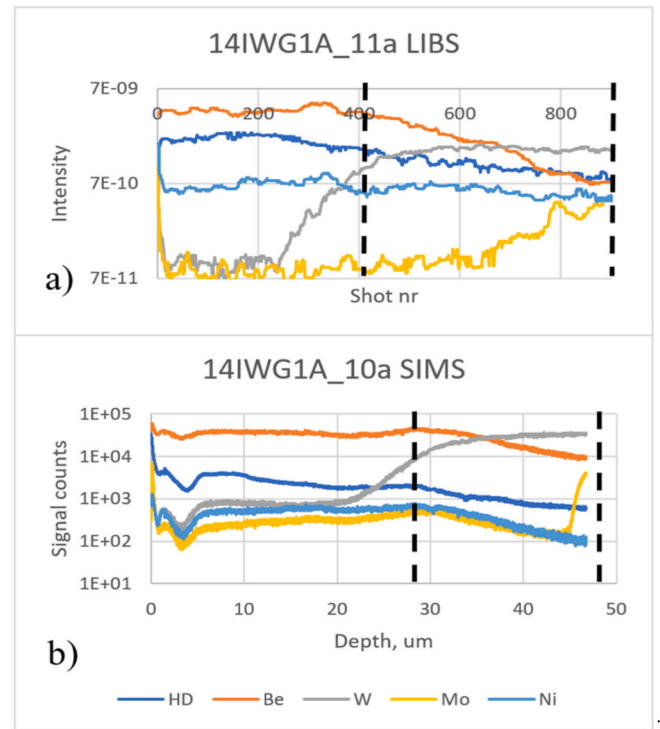 14IWG1A_11a LIBS
7E-09
0 200 400 600 800
7E-10
7E-11
Intensity
Shot nr
a)
14IWG1A_10a SIMS
1E+05
1E+04
1E+03
1E+02
1E+01
Signal counts
0 10 20 30 40 50
Depth, um
b)
HD Be W Mo Ni